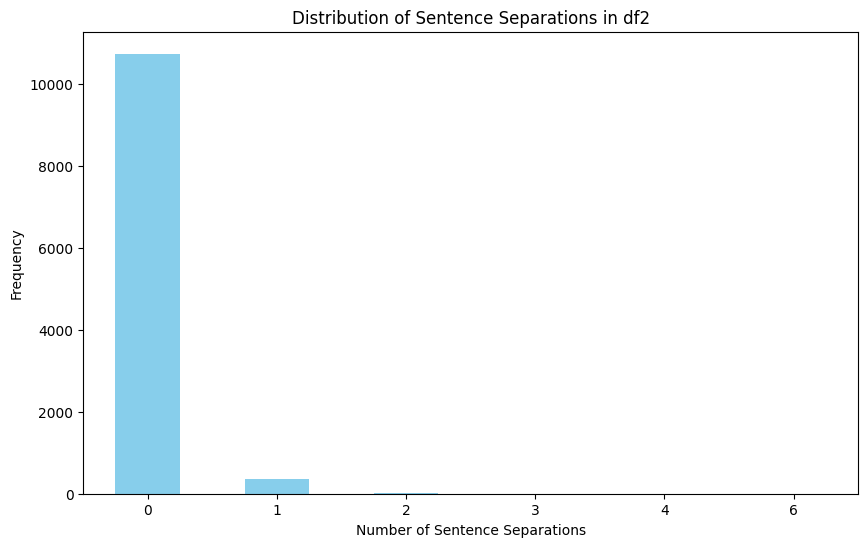 Distribution of Sentence Separations in df2
10000
8000
6000
4000
2000
0
Frequency
0 1 2 3 4 6
Number of Sentence Separations